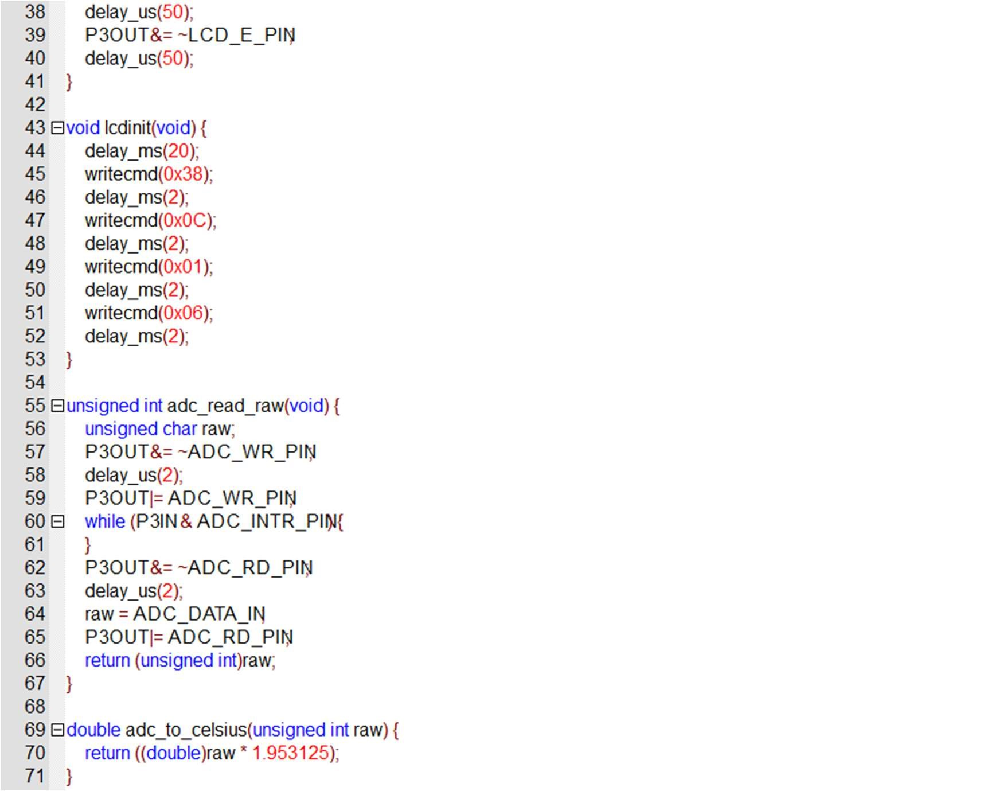 38 delay_us(50);
39 P3OUT&= ~LCD_E_PIN;
40 delay_us(50);
41 }
42
43 void lcdinit(void) {
44 delay_ms(20);
45 writecmd(0x38);
46 delay_ms(2);
47 writecmd(0x0C);
48 delay_ms(2);
49 writecmd(0x01);
50 delay_ms(2);
51 writecmd(0x06);
52 delay_ms(2);
53 }
54
55 unsigned int adc_read_raw(void) {
56 unsigned char raw;
57 P3OUT&= ~ADC_WR_PIN;
58 delay_us(2);
59 P3OUT|= ADC_WR_PIN;
60 while (P3IN & ADC_INTR_PIN){
61 }
62 P3OUT&= ~ADC_RD_PIN;
63 delay_us(2);
64 raw = ADC_DATA_IN;
65 P3OUT|= ADC_RD_PIN;
66 return (unsigned int)raw;
67 }
68
69 double adc_to_celsius(unsigned int raw) {
70 return ((double)raw * 1.953125);
71 }